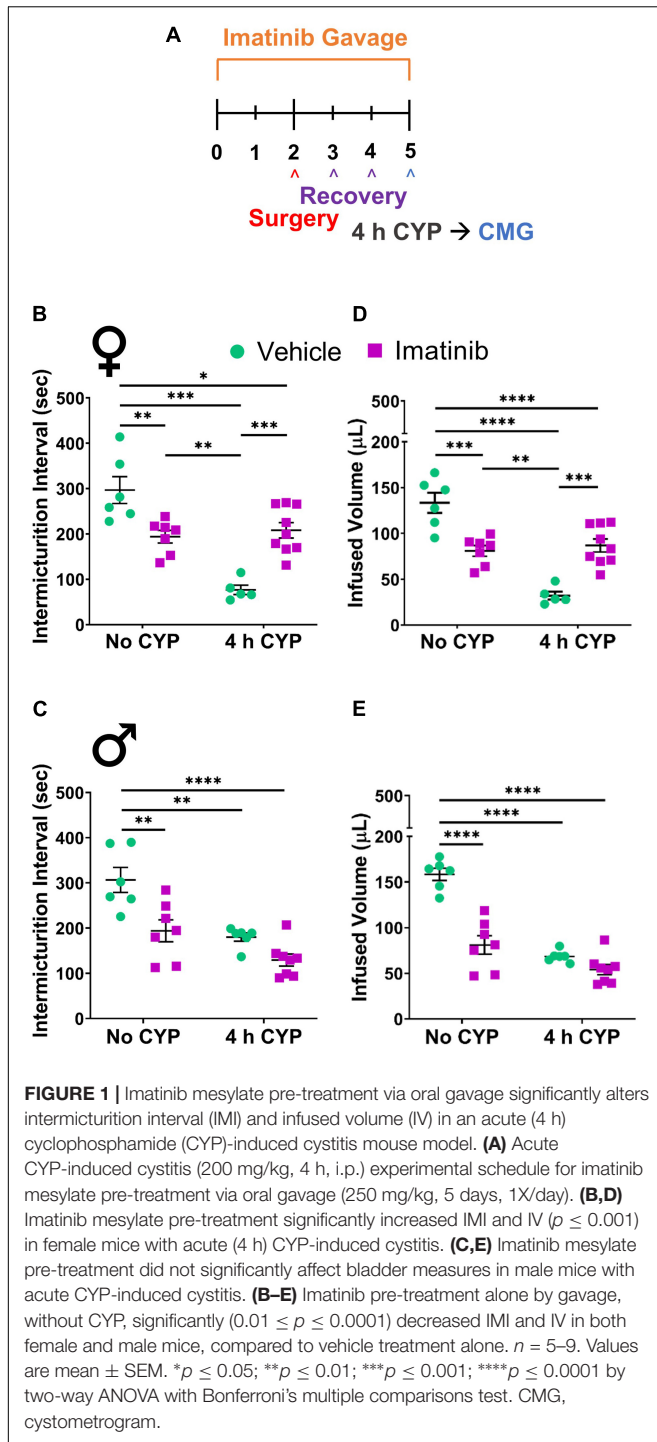 A
Imatinib Gavage
0 1 2 3 4 5
^ ^ ^ ^
Recovery
Surgery
4 h CYP → CMG
B
D
♀
Vehicle Imatinib
Intermicturition Interval (sec)
500
400
300
200
100
0
*
***
**
***
**
No CYP 4 h CYP
Infused Volume (µL)
500
200
150
100
50
0
****
****
***
**
***
No CYP 4 h CYP
C
E
♂
Intermicturition Interval (sec)
500
400
300
200
100
0
****
**
**
No CYP 4 h CYP
Infused Volume (µL)
500
200
150
100
50
0
****
****
****
No CYP 4 h CYP
FIGURE 1 | Imatinib mesylate pre-treatment via oral gavage significantly alters
intermicturition interval (IMI) and infused volume (IV) in an acute (4 h)
cyclophosphamide (CYP)-induced cystitis mouse model. (A) Acute
CYP-induced cystitis (200 mg/kg, 4 h, i.p.) experimental schedule for imatinib
mesylate pre-treatment via oral gavage (250 mg/kg, 5 days, 1X/day). (B,D)
Imatinib mesylate pre-treatment significantly increased IMI and IV (p ≤ 0.001)
in female mice with acute (4 h) CYP-induced cystitis. (C,E) Imatinib mesylate
pre-treatment did not significantly affect bladder measures in male mice with
acute CYP-induced cystitis. (B–E) Imatinib pre-treatment alone by gavage,
without CYP, significantly (0.01 ≤ p ≤ 0.0001) decreased IMI and IV in both
female and male mice, compared to vehicle treatment alone. n = 5–9. Values
are mean ± SEM. *p ≤ 0.05; **p ≤ 0.01; ***p ≤ 0.001; ****p ≤ 0.0001 by
two-way ANOVA with Bonferroni's multiple comparisons test. CMG,
cystometrogram.